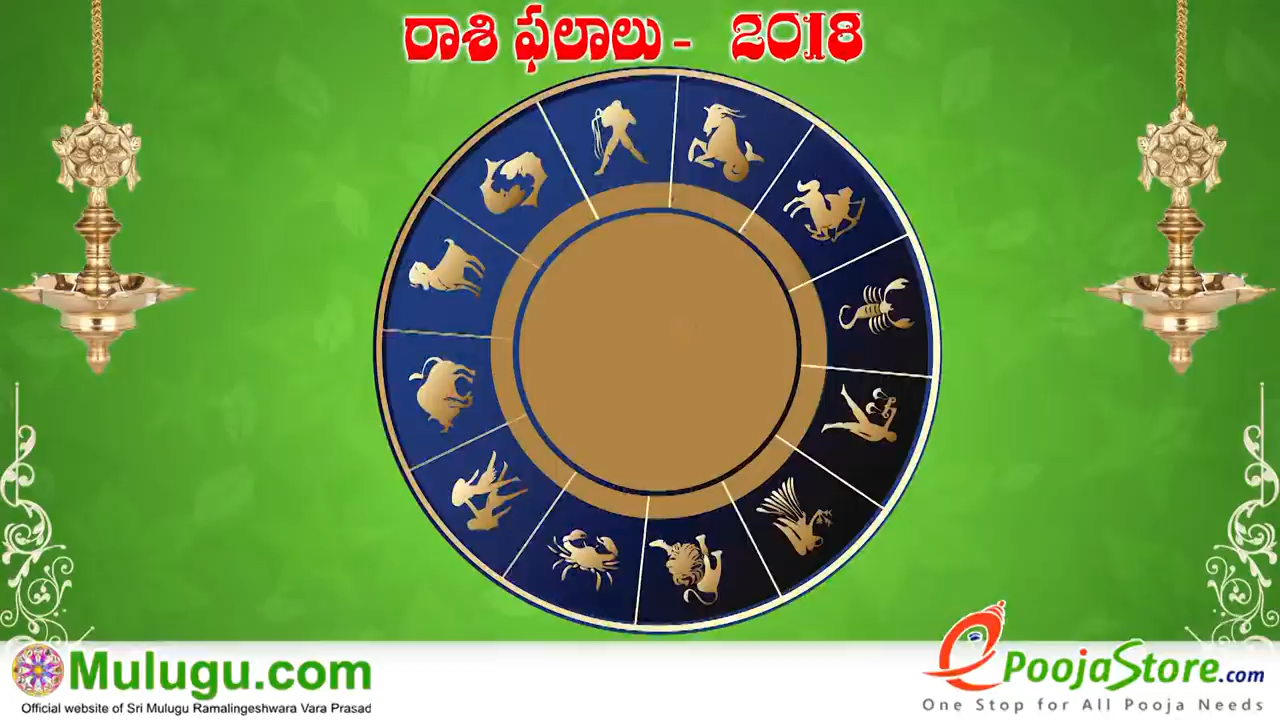 రాశి ఫలాలు - 2018
Mulugu.com
Official website of Sri Mulugu Ramalingeshwara Vara Prasad
ePoojaStore.com
One Stop for All Pooja Needs